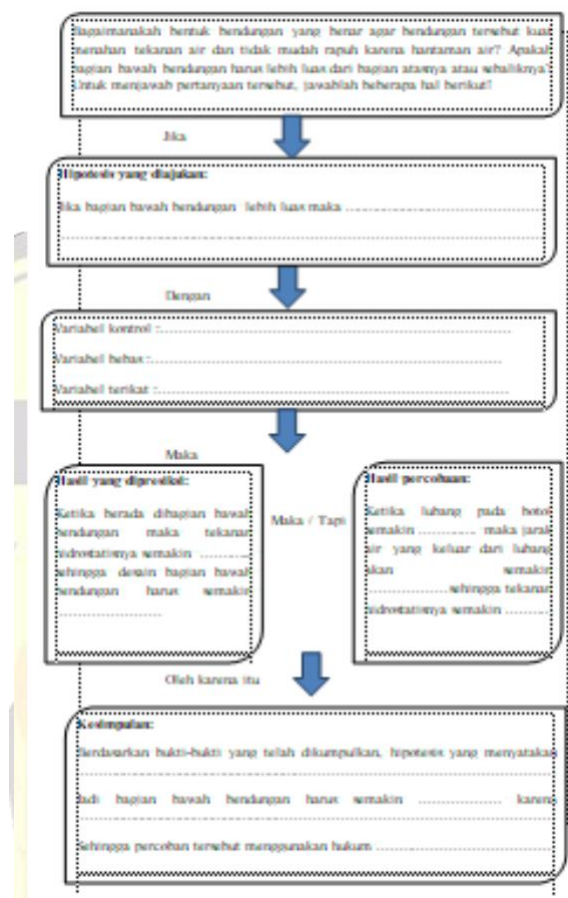 Bagaimanakah bentuk bendungan yang benar agar bendungan tersebut kuat
menahan tekanan air dan tidak mudah rapuh karena hantaman air? Apakah
bagian bawah bendungan harus lebih luas dari bagian atasnya atau sebaliknya?
Untuk menjawab pertanyaan tersebut, jawablah beberapa hal berikut!
Jika
Hipotesis yang diajukan:
Jika bagian bawah bendungan lebih luas maka ..................................................
..................................................
Dengan
Variabel kontrol :..................................................
Variabel bebas :..................................................
Variabel terikat :..................................................
Maka
Hasil yang diprediksi:
Ketika berada dibagian bawah
bendungan maka tekanan
hidrostatisnya semakin ............
sehingga desain bagian bawah
bendungan harus semakin
........................
Maka / Tapi
Hasil percobaan:
Ketika lubang pada botol
semakin .............. maka jarak
air yang keluar dari lubang
akan semakin
....................sehingga tekanan
hidrostatisnya semakin ..........
Oleh karena itu
Kesimpulan:
Berdasarkan bukti-bukti yang telah dikumpulkan, hipotesis yang menyatakan
..................................................
Jadi bagian bawah bendungan harus semakin .................... karena
..................................................
Sehingga percoban tersebut menggunakan hukum ........................................